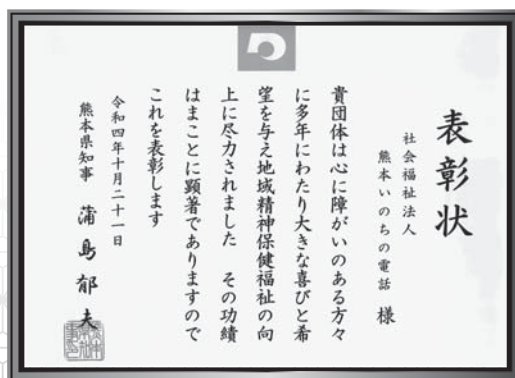 表彰状
社会福祉法人
熊本いのちの電話 様
貴団体は心に障がいのある方々
に多年にわたり大きな喜びと希
望を与え地域精神保健福祉の向
上に尽力されました その功績
はまことに顕著でありますので
これを表彰します
令和四年十月二十一日
熊本県知事 蒲島郁夫